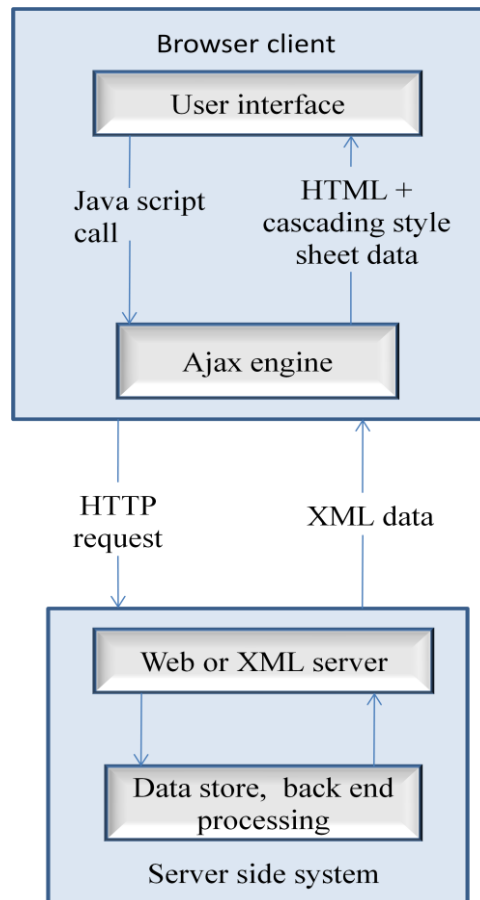 Browser client
User interface
Java script
call
HTML +
cascading style
sheet data
Ajax engine
HTTP
request
XML data
Web or XML server
Data store, back end
processing
Server side system